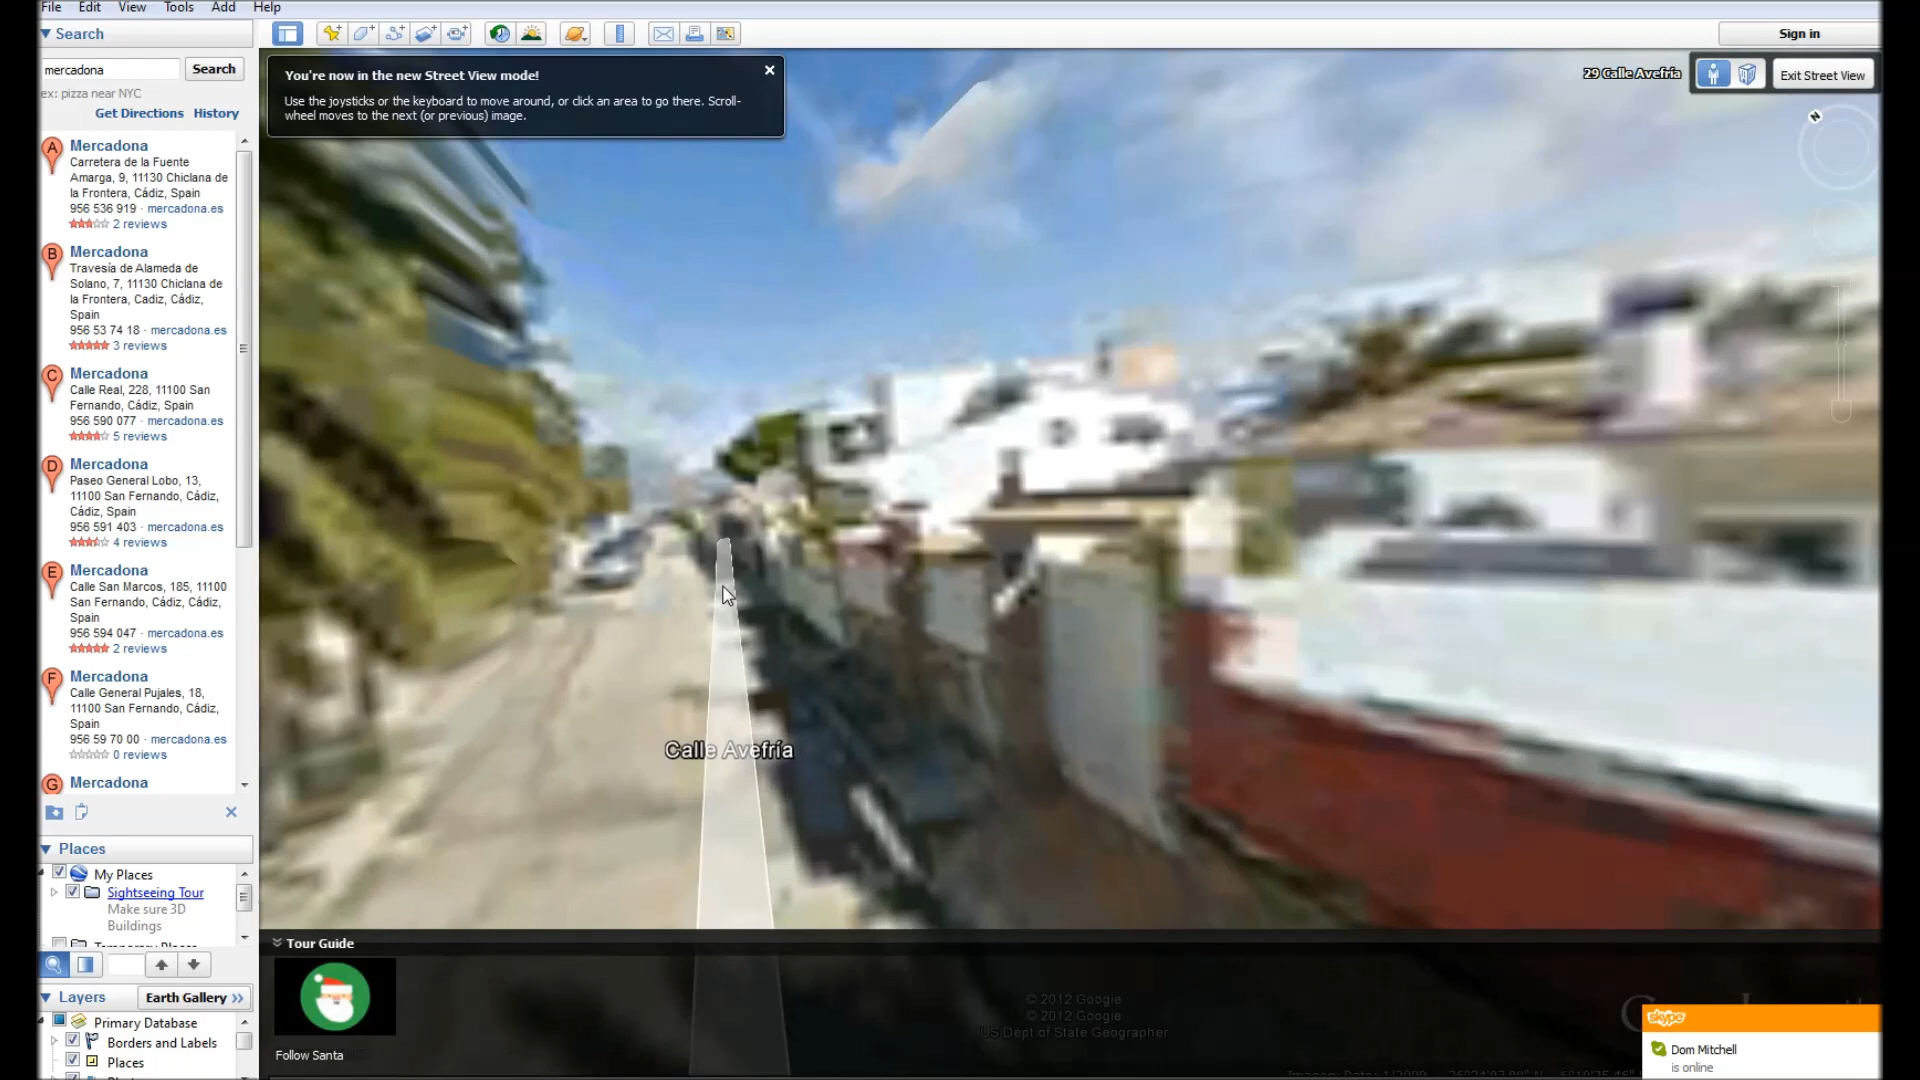 File Edit View Tools Add Help
Search
Sign in
mercadona Search
ex: pizza near NYC
Get Directions History
A Mercadona
Carretera de la Fuente
Amarga, 9, 11130 Chiclana de
la Frontera, Cádiz, Spain
956 536 919 · mercadona.es
2 reviews
B Mercadona
Travesía de Alameda de
Solano, 7, 11130 Chiclana de
la Frontera, Cadiz, Cádiz,
Spain
956 53 74 18 · mercadona.es
3 reviews
C Mercadona
Calle Real, 228, 11100 San
Fernando, Cádiz, Spain
956 590 077 · mercadona.es
5 reviews
D Mercadona
Paseo General Lobo, 13,
11100 San Fernando, Cádiz,
Cádiz, Spain
956 591 403 · mercadona.es
4 reviews
E Mercadona
Calle San Marcos, 185, 11100
San Fernando, Cádiz, Cádiz,
Spain
956 594 047 · mercadona.es
2 reviews
F Mercadona
Calle General Pujales, 18,
11100 San Fernando, Cádiz,
Spain
956 59 70 00 · mercadona.es
0 reviews
G Mercadona
Places
My Places
Sightseeing Tour
Make sure 3D
Buildings
Temporary Places
Layers Earth Gallery
Primary Database
Borders and Labels
Places
You're now in the new Street View mode!
Use the joysticks or the keyboard to move around, or click an area to go there. Scroll-
wheel moves to the next (or previous) image.
29 Calle Avefría
Exit Street View
N
Calle Avefría
Tour Guide
Follow Santa
© 2012 Google
© 2012 Google
US Dept of State Geographer
skype
Dom Mitchell
is online